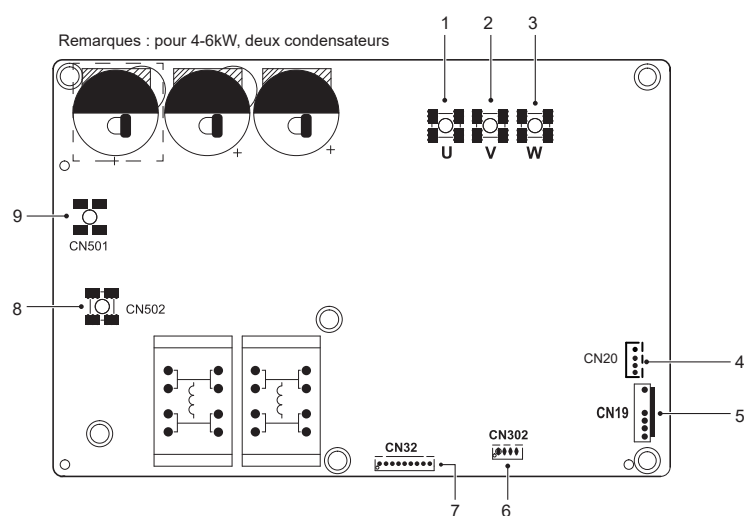 1 2 3
Remarques : pour 4-6kW, deux condensateurs
+ + +
U V W
9
CN501
8
CN502
CN20
4
CN19
5
CN32
CN302
7 6